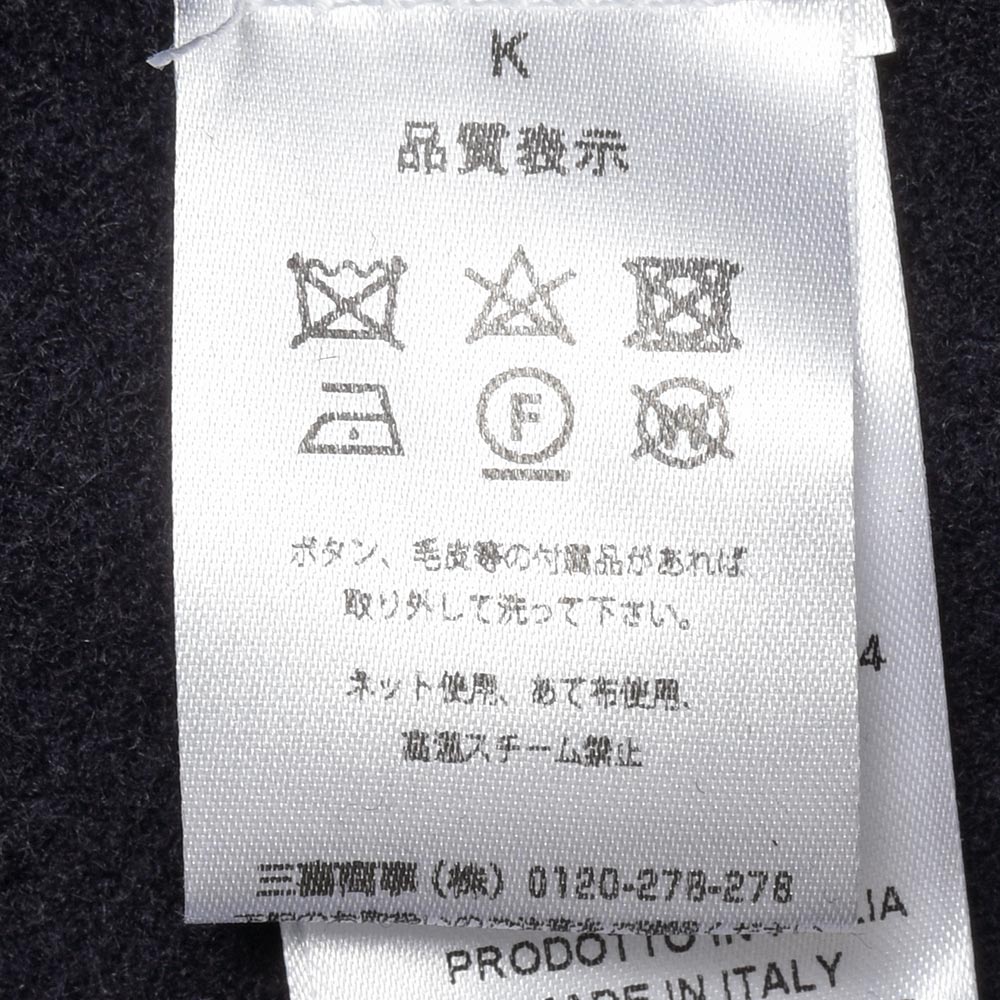 K
品質表示
F
W
ボタン、毛皮等の付属品があれば
取り外して洗って下さい。
ネット使用、あて布使用、
高温スチーム禁止
三喜商事（株）0120-278-278
4
PRODOTTO IN
MADE IN ITALY